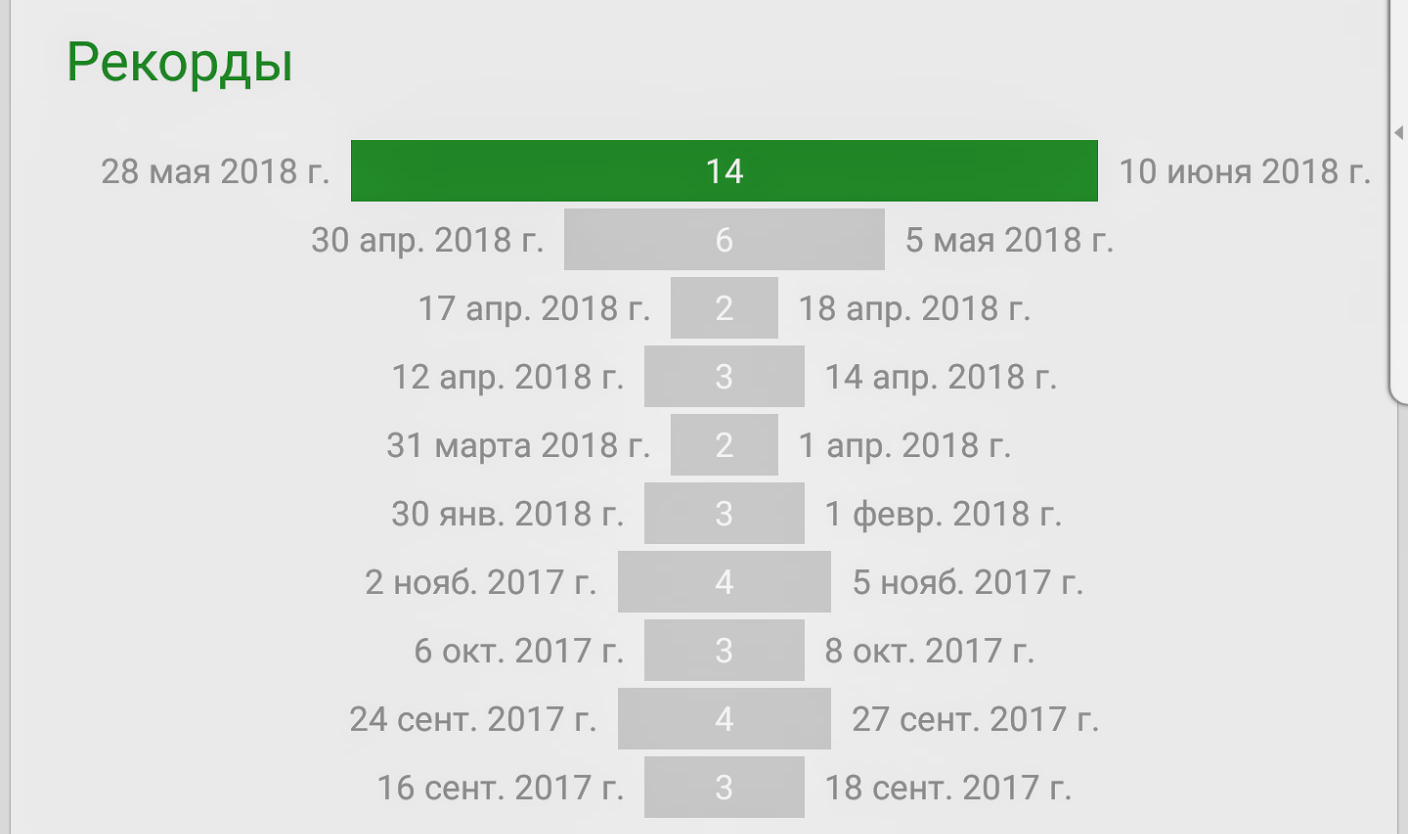 Рекорды
28 мая 2018 г. 14 10 июня 2018 г.
30 апр. 2018 г. 6 5 мая 2018 г.
17 апр. 2018 г. 2 18 апр. 2018 г.
12 апр. 2018 г. 3 14 апр. 2018 г.
31 марта 2018 г. 2 1 апр. 2018 г.
30 янв. 2018 г. 3 1 февр. 2018 г.
2 нояб. 2017 г. 4 5 нояб. 2017 г.
6 окт. 2017 г. 3 8 окт. 2017 г.
24 сент. 2017 г. 4 27 сент. 2017 г.
16 сент. 2017 г. 3 18 сент. 2017 г.